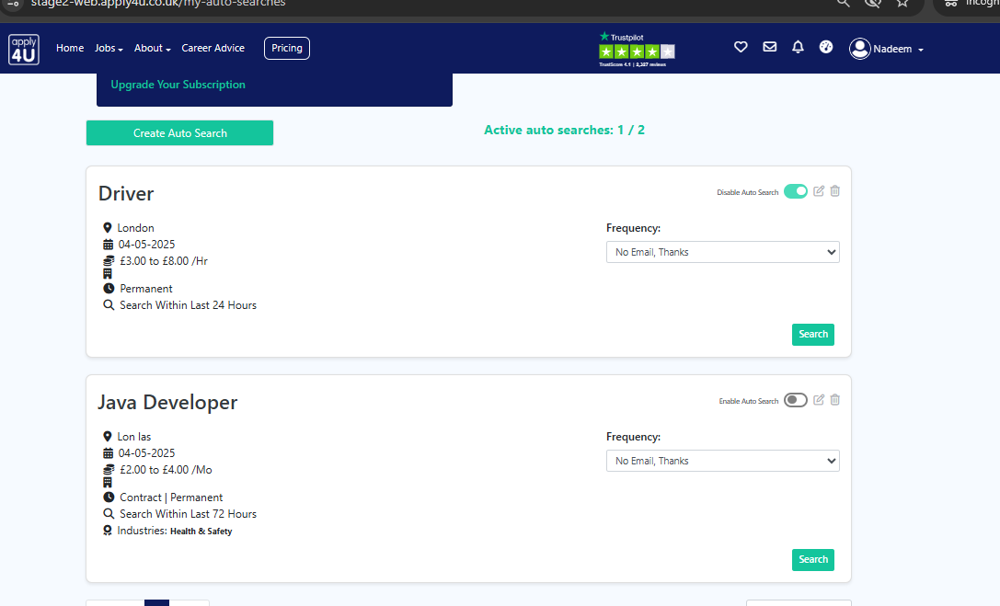 stage2-web.apply4u.co.uk/my-auto-searches
Incogn
apply
4U
Home
Jobs
About
Career Advice
Pricing
Trustpilot
TrustScore 4.1 | 2,327 reviews
Nadeem
Upgrade Your Subscription
Create Auto Search
Active auto searches: 1 / 2
Driver
Disable Auto Search
London
Frequency:
04-05-2025
No Email, Thanks
£3.00 to £8.00 /Hr
Permanent
Search Within Last 24 Hours
Search
Java Developer
Enable Auto Search
Lon las
Frequency:
04-05-2025
No Email, Thanks
£2.00 to £4.00 /Mo
Contract | Permanent
Search Within Last 72 Hours
Industries: Health & Safety
Search